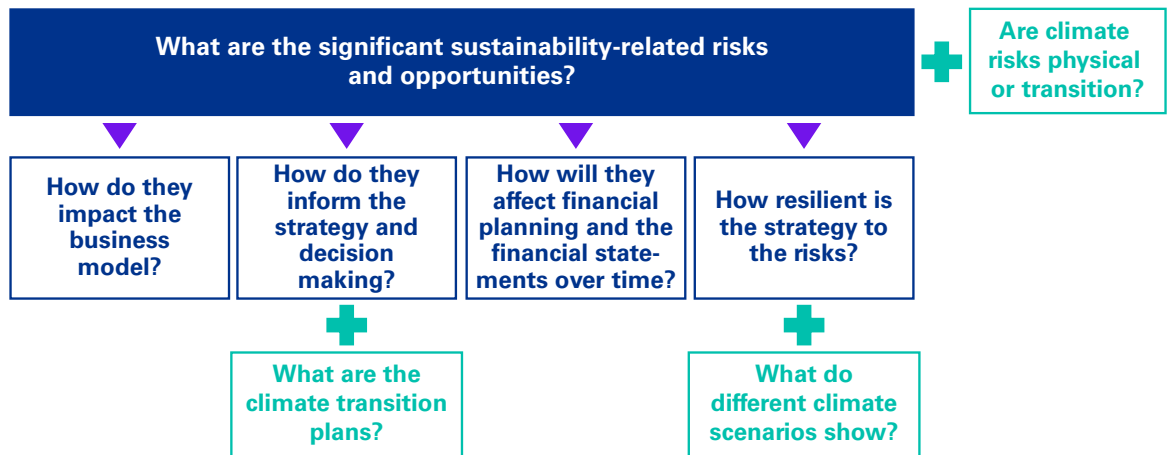 What are the significant sustainability-related risks
and opportunities?
Are climate
risks physical
or transition?
How do they
impact the
business
model?
How do they
inform the
strategy and
decision
making?
How will they
affect financial
planning and the
financial state-
ments over time?
How resilient is
the strategy to
the risks?
What are the
climate transition
plans?
What do
different climate
scenarios show?